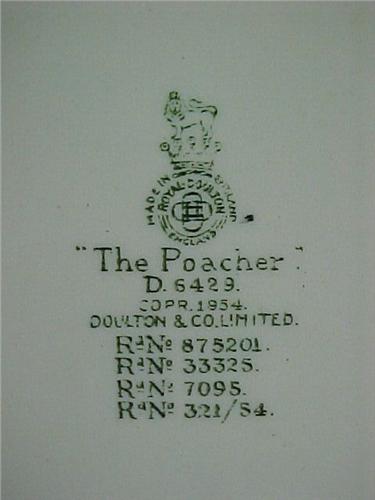 MADE IN ENGLAND
ROYAL·DOULTON
ENGLAND
"The Poacher".
D. 6429.
COPR. 1954.
DOULTON & CO. LIMITED.
Rd No 875201.
Rd No 33325.
Rd No 7095.
Rd No 321/54.